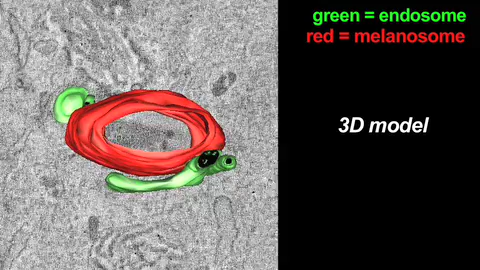 green = endosome
red = melanosome
3D model